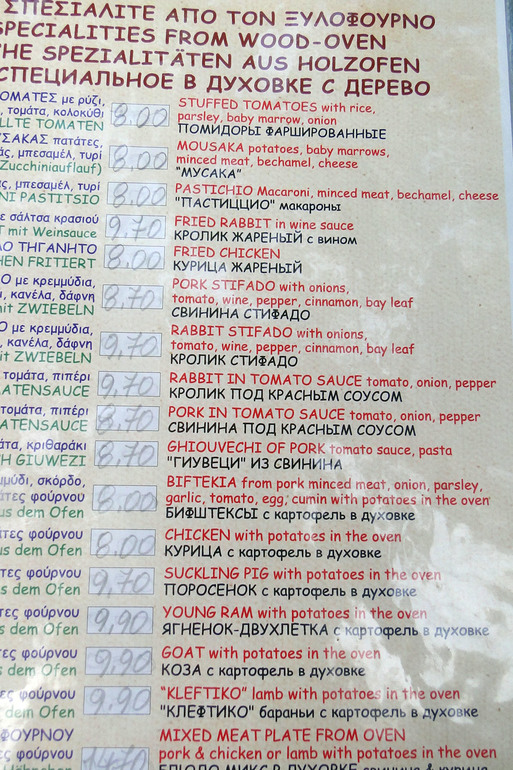 ΣΠΕΣΙΑΛΙΤΕ ΑΠΟ ΤΟΝ ΞΥΛΟΦΟΥΡΝΟ
SPECIALITIES FROM WOOD-OVEN
HE SPEZIALITÄTEN AUS HOLZOFEN
СПЕЦИАЛЬНОЕ В ДУХОВКЕ С ДЕРЕВО
ΟΜΑΤΕΣ με ρύζι,
, τομάτα, κολοκύθι
LLTE TOMATEN
8.00
STUFFED TOMATOES with rice,
parsley, baby marrow, onion
ПОМИДОРЫ ФАРШИРОВАННЫЕ
ΣΑΚΑΣ πατάτες,
άς, μπεσαμέλ, τυρί
Zucchiniauflauf)
8.00
MOUSAKA potatoes, baby marrows,
minced meat, bechamel, cheese
"МУСАКА"
ς, μπεσαμέλ, τυρί
NI PASTITSIO
8.00
PASTICHIO Macaroni, minced meat, bechamel, cheese
"ПАСТИЦЦИО" макароны
σε σάλτσα κρασιού
T mit Weinsauce
9.70
FRIED RABBIT in wine sauce
КРОЛИК ЖАРЕНЫЙ с вином
ΛΟ ΤΗΓΑΝΗΤΟ
HEN FRITIERT
8.00
FRIED CHICKEN
КУРИЦА ЖАРЕНЫЙ
Ο με κρεμμύδια,
ι, κανέλα, δάφνη
it ZWIEBELN
8.70
PORK STIFADO with onions,
tomato, wine, pepper, cinnamon, bay leaf
СВИНИНА СТИФАДО
Ο με κρεμμύδια,
, κανέλα, δάφνη
it ZWIEBELN
9,70
RABBIT STIFADO with onions,
tomato, wine, pepper, cinnamon, bay leaf
КРОЛИК СТИФАДО
τομάτα, πιπέρι
ATENSAUCE
9,70
RABBIT IN TOMATO SAUCE tomato, onion, pepper
КРОЛИК ПОД КРАСНЫМ СОУСОМ
τομάτα, πιπέρι
ATENSAUCE
8.70
PORK IN TOMATO SAUCE tomato, onion, pepper
СВИНИНА ПОД КРАСНЫМ СОУСОМ
άτα, κριθαράκι
H GIUWEZI
8.70
GHIOUVECHI OF PORK tomato sauce, pasta
"ГИУВЕЦИ" ИЗ СВИНИНА
μμύδι, σκόρδο,
άτες φούρνου
us dem Ofen
8.00
BIFTEKIA from pork minced meat, onion, parsley,
garlic, tomato, egg, cumin with potatoes in the oven
БИФШТЕКСЫ с картофель в духовке
τες φούρνου
us dem Ofen
8.00
CHICKEN with potatoes in the oven
КУРИЦА с картофель в духовке
τες φούρνου
s dem Ofen
9,70
SUCKLING PIG with potatoes in the oven
ПОРОСЕНОК с картофель в духовке
τες φούρνου
s dem Ofen
9,90
YOUNG RAM with potatoes in the oven
ЯГНЕНОК-ДВУХЛЕТКА с картофель в духовке
ες φούρνου
s dem Ofen
9,90
GOAT with potatoes in the oven
КОЗА с картофель в духовке
ες φούρνου
s dem Ofen
9,90
"KLEFTIKO" lamb with potatoes in the oven
"КЛЕФТИКО" бараньи с картофель в духовке
ΦΟΥΡΝΟΥ
ες φούρνου
MIXED MEAT PLATE FROM OVEN
pork & chicken or lamb with potatoes in the oven